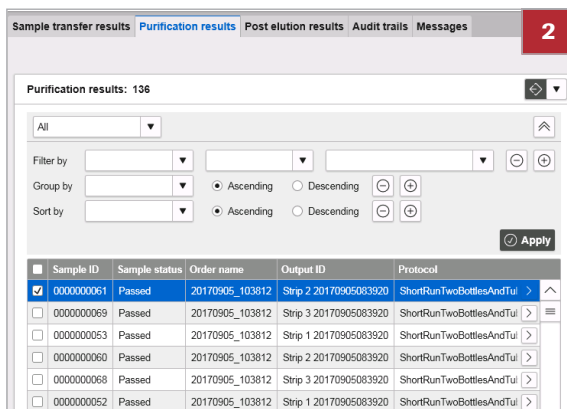 Sample transfer results Purification results Post elution results Audit trails Messages
2
Purification results: 136
All
Filter by
Group by Ascending Descending
Sort by Ascending Descending
Apply
Sample ID Sample status Order name Output ID Protocol
0000000061 Passed 20170905_103812 Strip 2 20170905083920 ShortRunTwoBottlesAndTul
0000000069 Passed 20170905_103812 Strip 3 20170905083920 ShortRunTwoBottlesAndTul
0000000053 Passed 20170905_103812 Strip 1 20170905083920 ShortRunTwoBottlesAndTul
0000000060 Passed 20170905_103812 Strip 2 20170905083920 ShortRunTwoBottlesAndTul
0000000068 Passed 20170905_103812 Strip 3 20170905083920 ShortRunTwoBottlesAndTul
0000000052 Passed 20170905_103812 Strip 1 20170905083920 ShortRunTwoBottlesAndTul